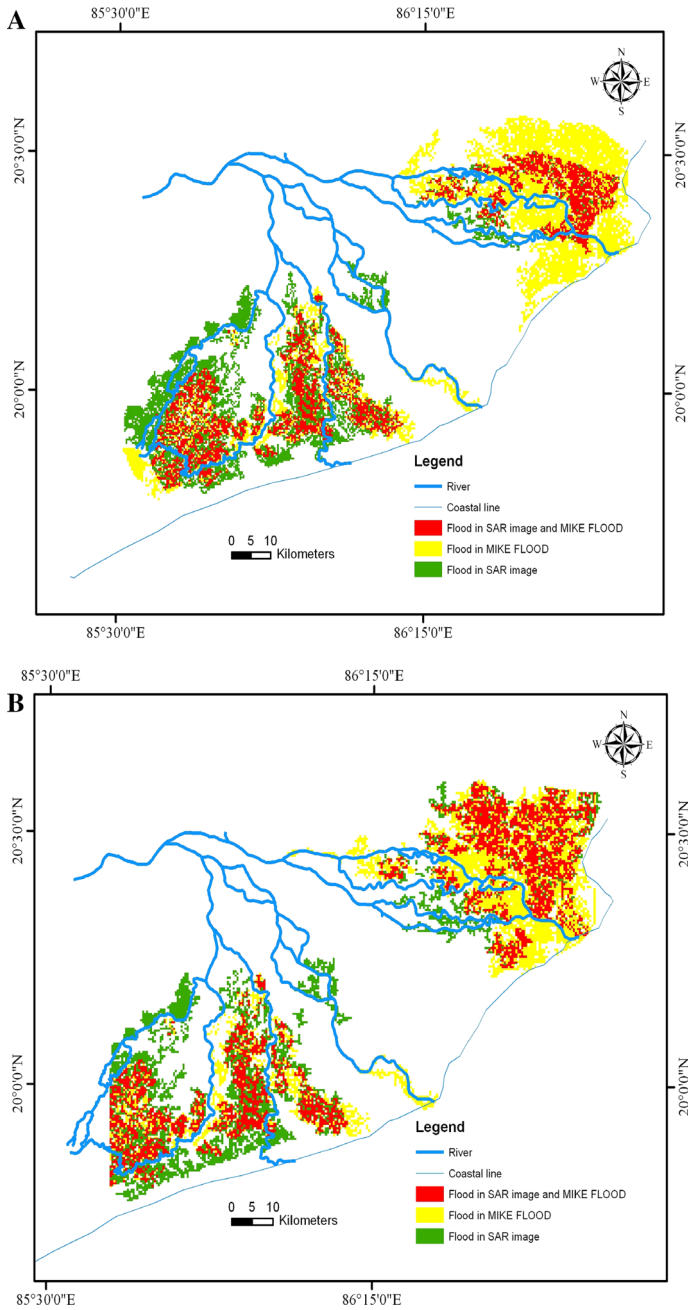 A
85°30'0"E
86°15'0"E
N
W
E
S
20°30'0"N
20°30'0"N
20°0'0"N
20°0'0"N
Legend
River
Coastal line
Flood in SAR image and MIKE FLOOD
Flood in MIKE FLOOD
Flood in SAR image
0 5 10
Kilometers
85°30'0"E
86°15'0"E
85°30'0"E
86°15'0"E
B
N
W
E
S
20°30'0"N
20°30'0"N
20°0'0"N
20°0'0"N
Legend
River
Coastal line
Flood in SAR image and MIKE FLOOD
Flood in MIKE FLOOD
Flood in SAR image
0 5 10
Kilometers
85°30'0"E
86°15'0"E